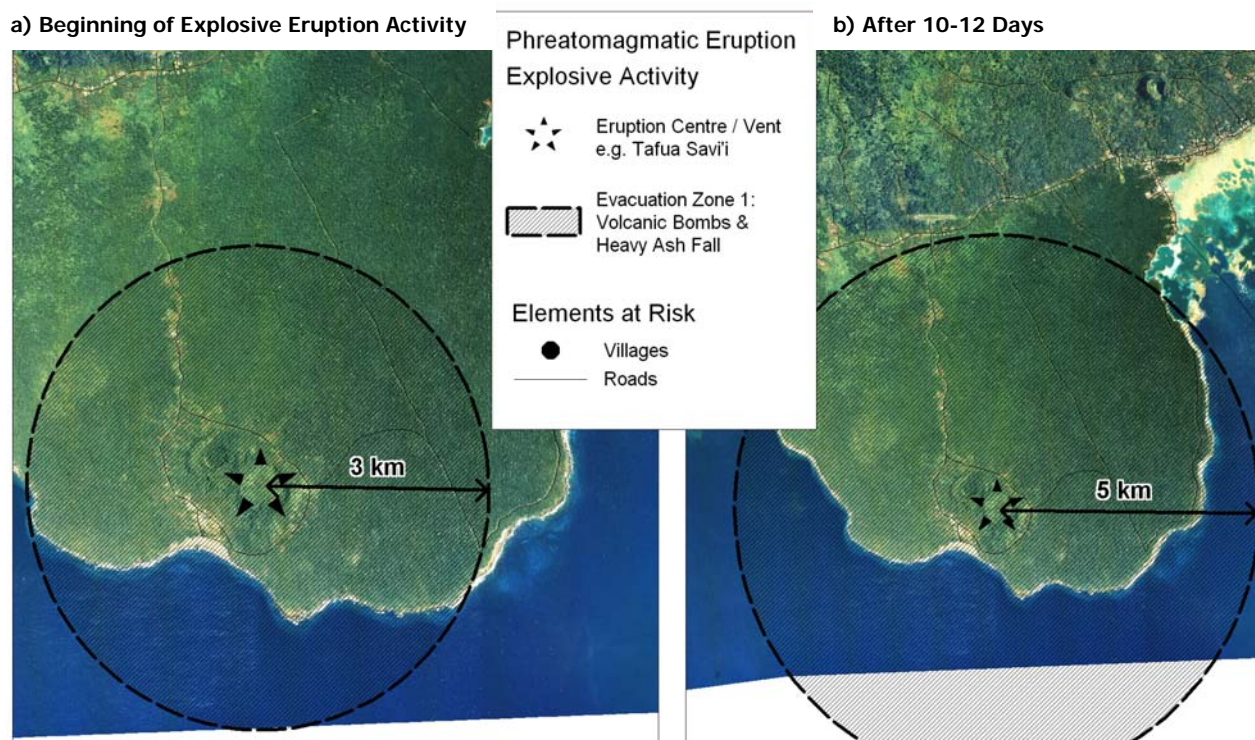 a) Beginning of Explosive Eruption Activity
3 km
Phreatomagmatic Eruption
Explosive Activity
Eruption Centre / Vent
e.g. Tafua Savi'i
Evacuation Zone 1:
Volcanic Bombs &
Heavy Ash Fall
Elements at Risk
Villages
Roads
b) After 10-12 Days
5 km